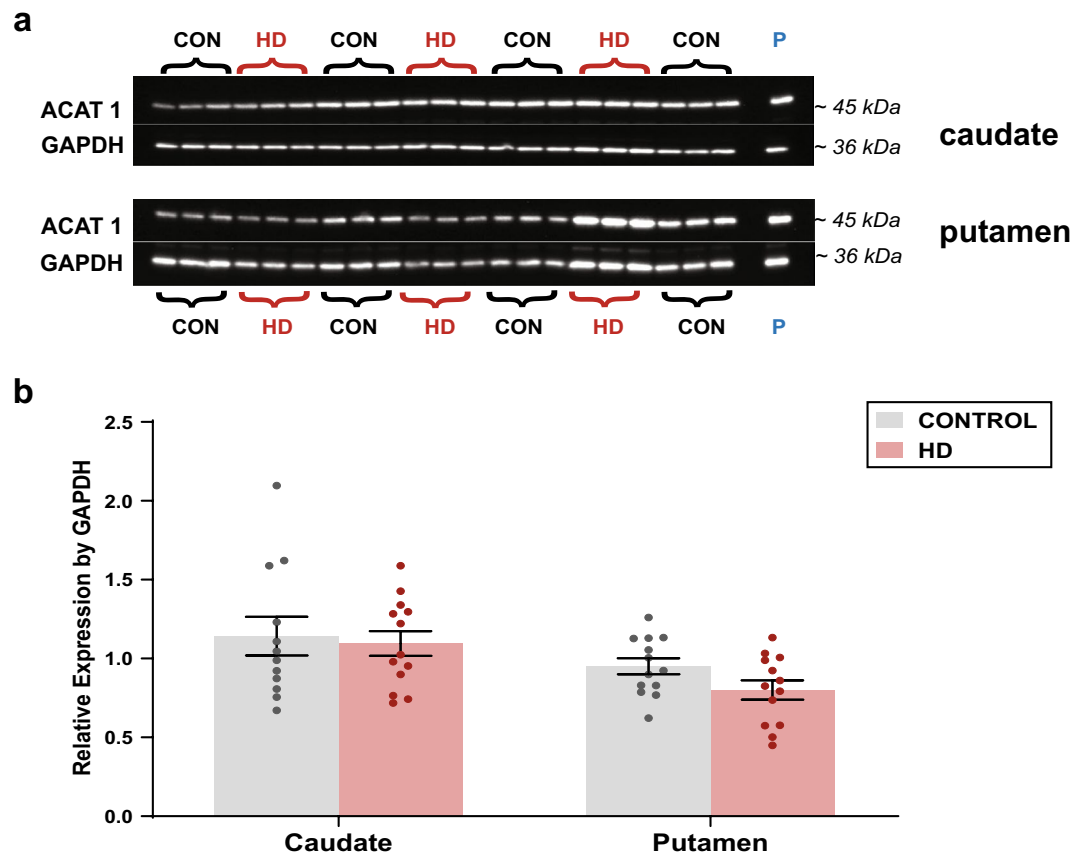 a
CON HD CON HD CON HD CON P
ACAT 1 ~ 45 kDa
GAPDH ~ 36 kDa
caudate
ACAT 1 ~ 45 kDa
GAPDH ~ 36 kDa
putamen
CON HD CON HD CON HD CON P
b
CONTROL
HD
Relative Expression by GAPDH
2.5
2.0
1.5
1.0
0.5
0.0
Caudate Putamen